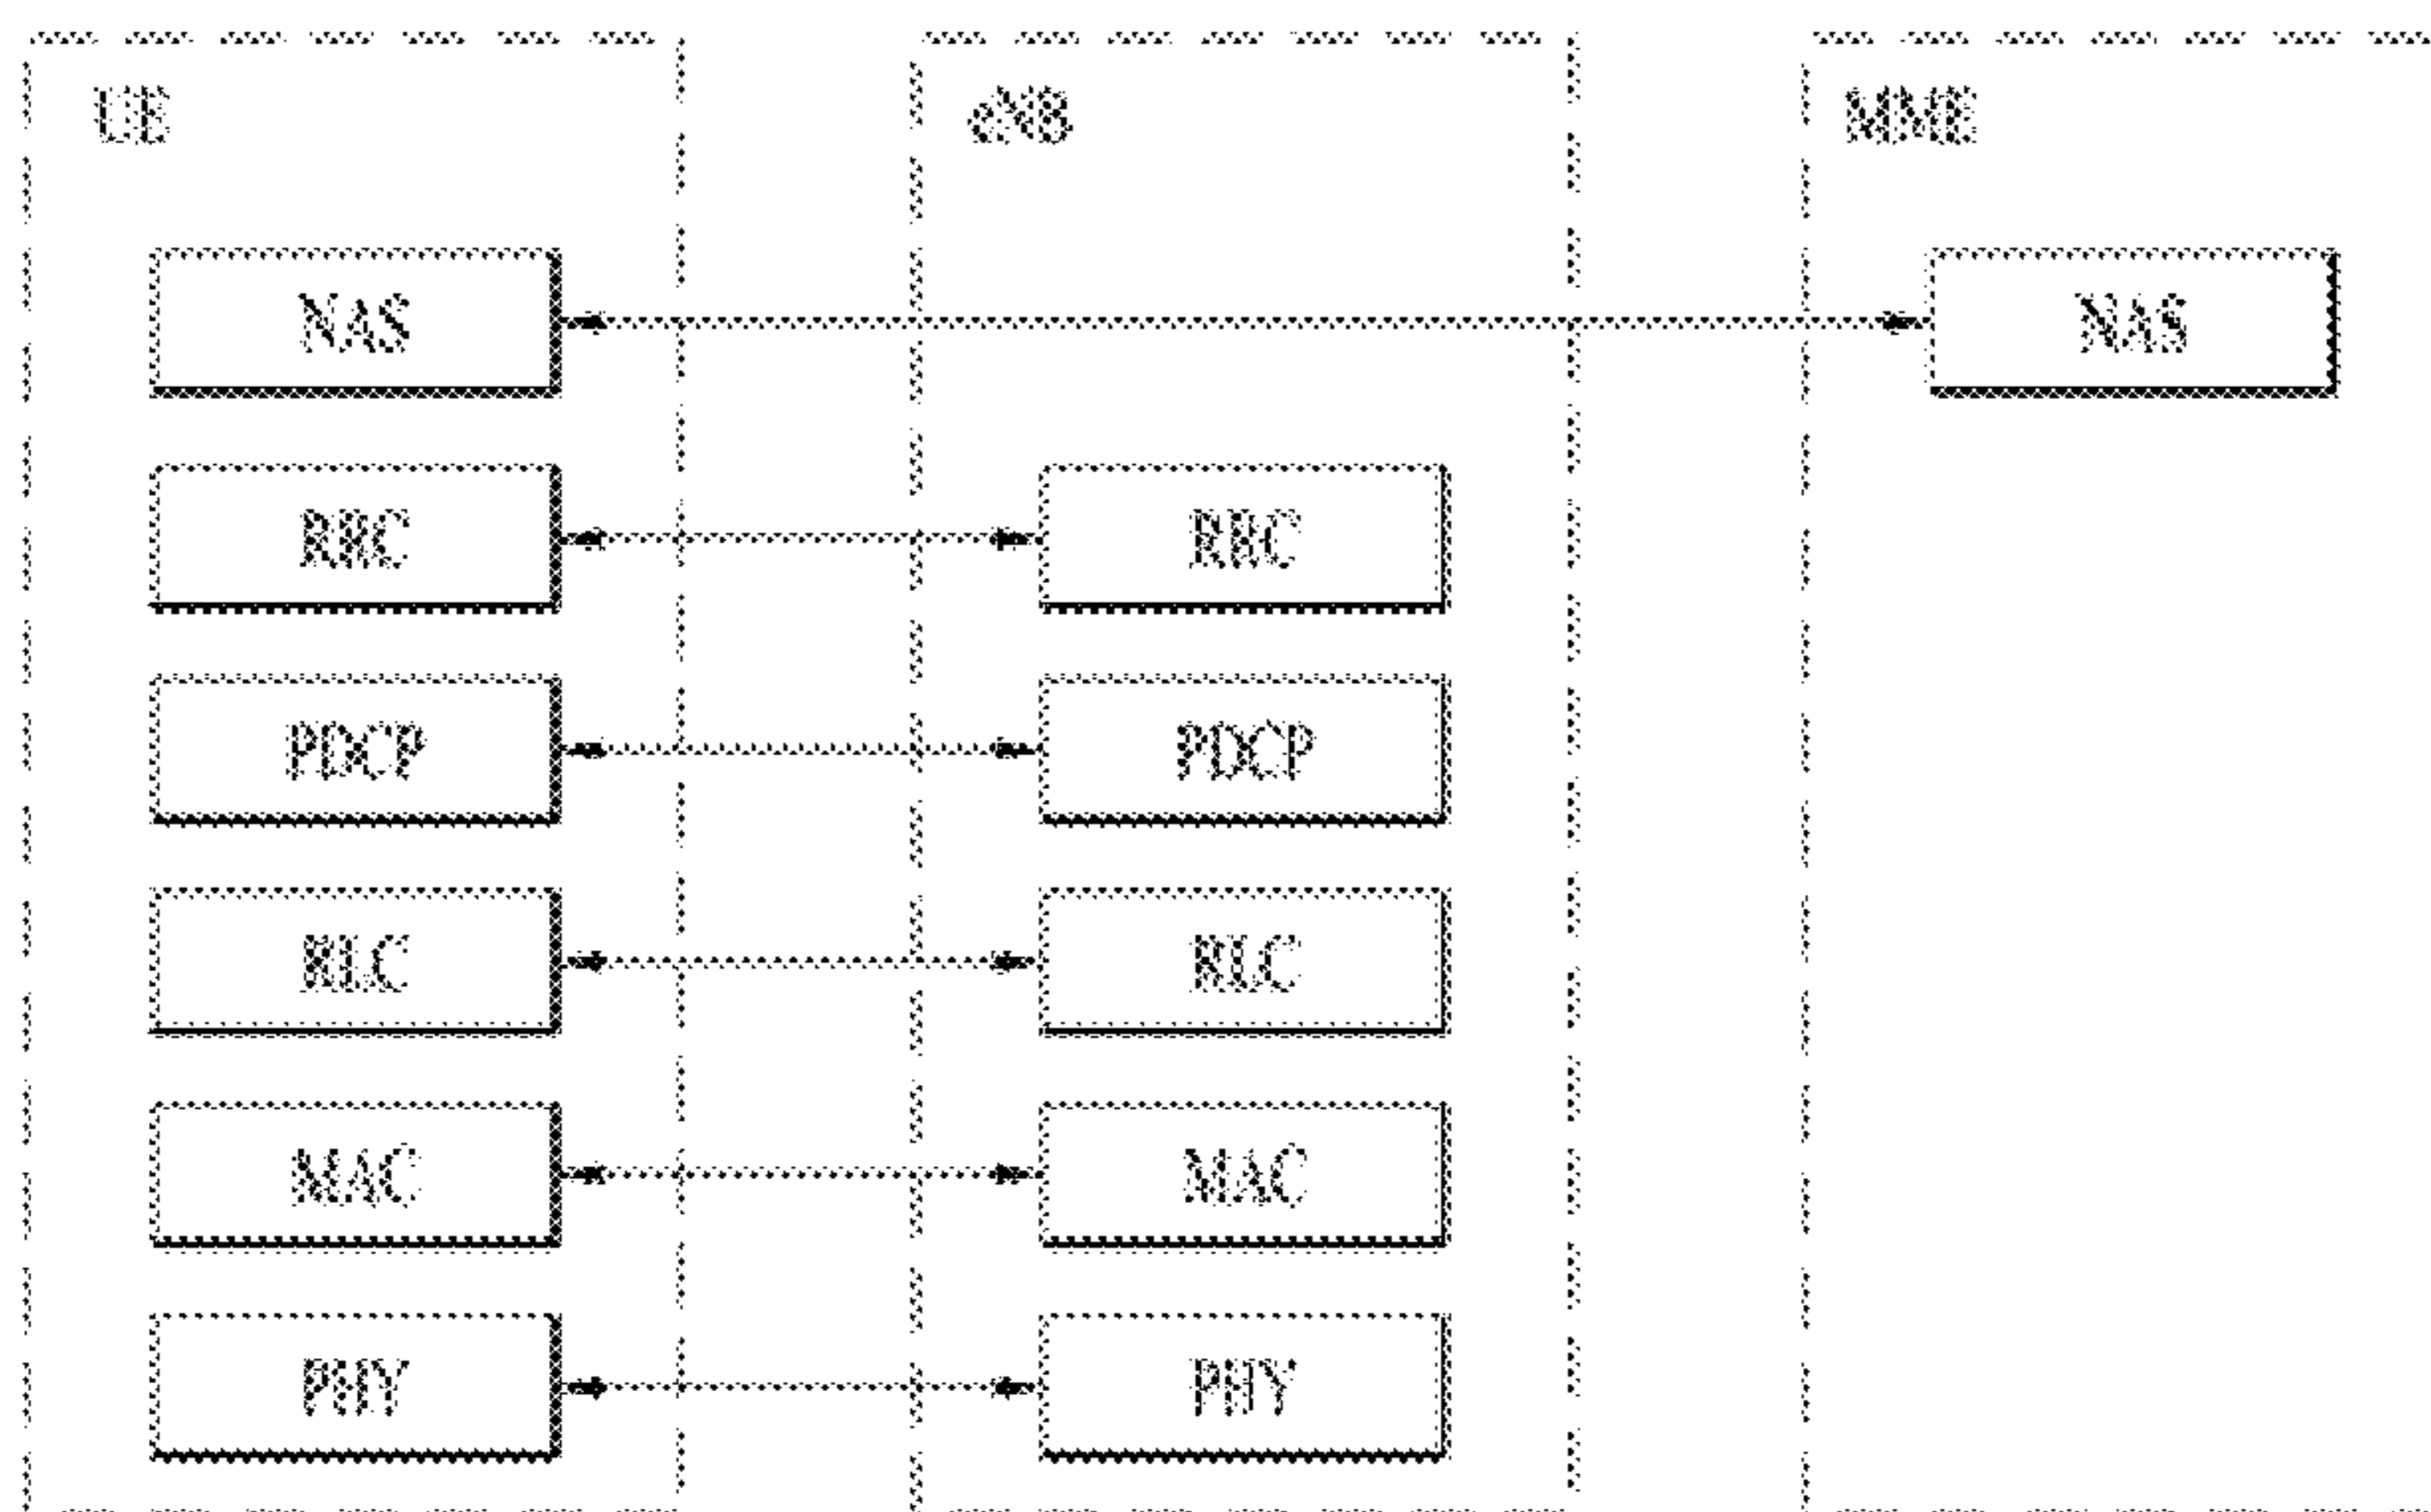 UE eNB MME
NAS NAS
RRC RRC
PDCP PDCP
RLC RLC
MAC MAC
PHY PHY